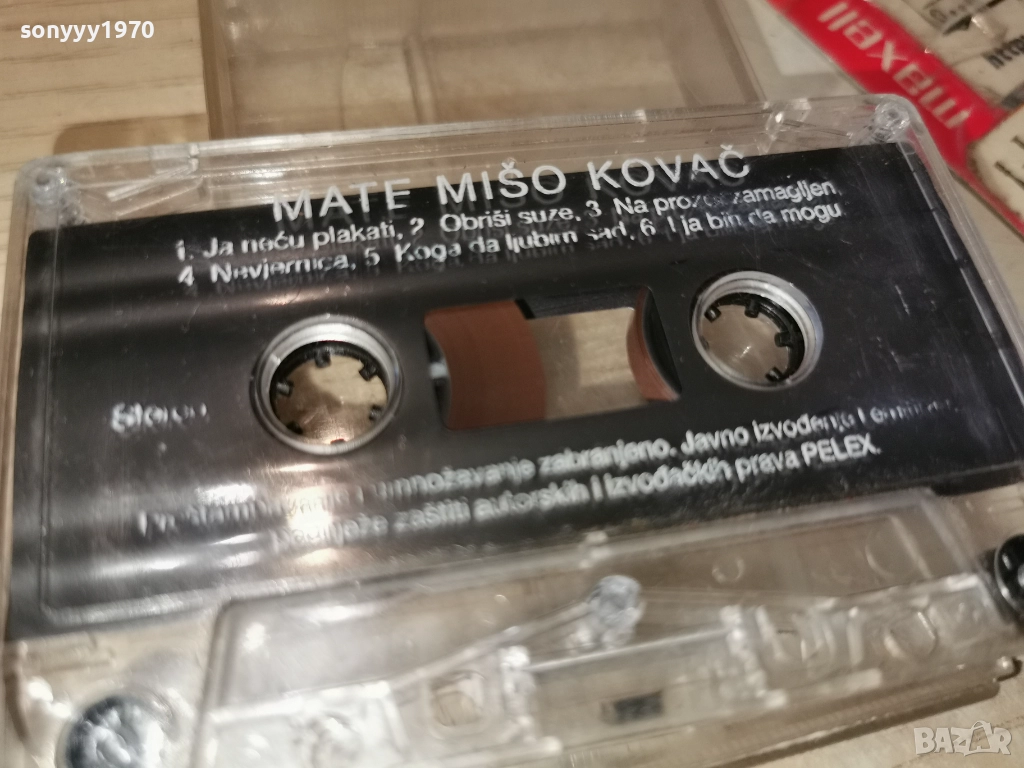 sonyyy1970
maxell
http
MATE MIŠO KOVAČ
1. Ja neću plakati, 2. Obriši suze, 3. Na prozor zamagljen,
4. Nevjernica, 5. Koga da ljubim sad, 6. I ja bih da mogu
Stereo
umnožavanje zabranjeno. Javno izvođenje i
zaštiti autorskih i izvođačkih prava PELEX.
BAZAR